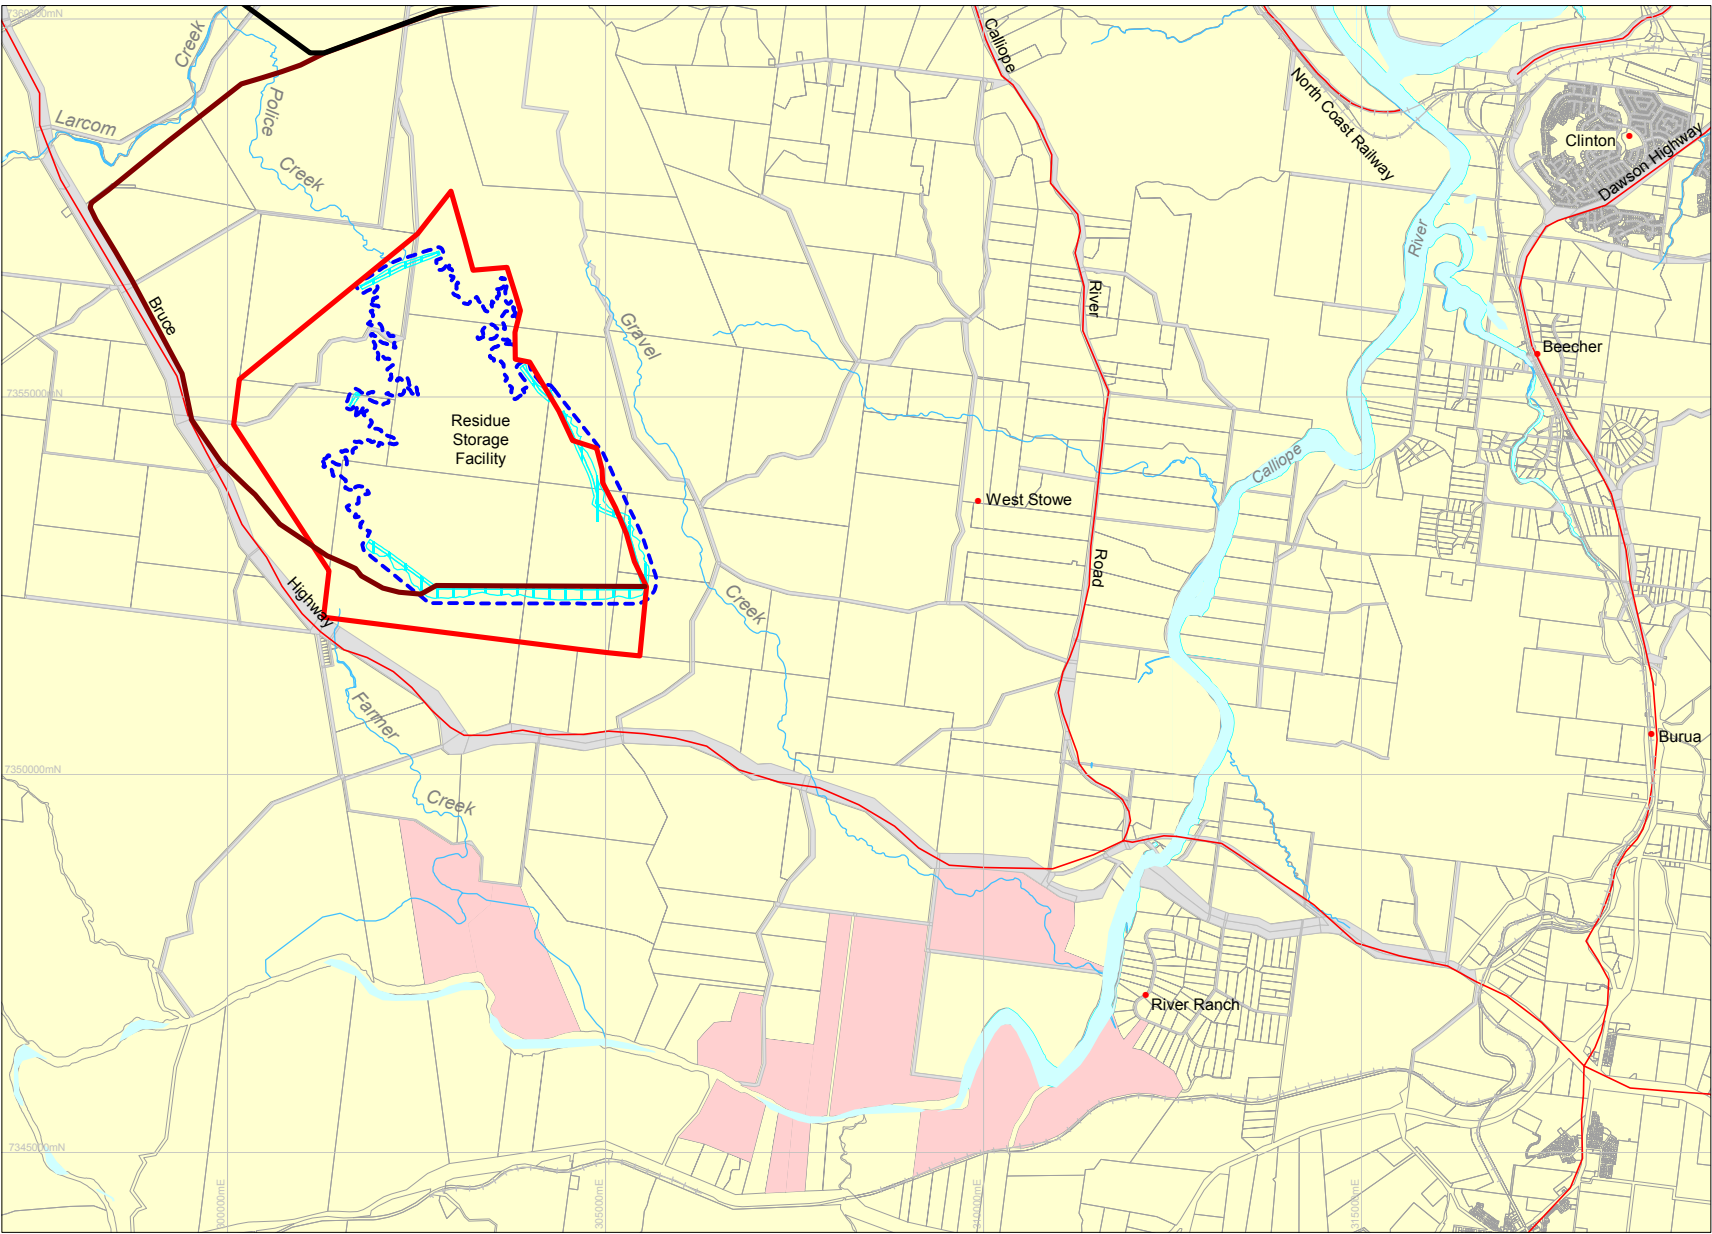 7360000mN
Creek
Larcom
Police
Creek
Calliope
North Coast Railway
Clinton
Dawson Highway
River
River
Bruce
Gravel
Beecher
7355000mN
Residue
Storage
Facility
Calliope
West Stowe
Road
Highway
Creek
Farmer
Burua
7350000mN
Creek
River Ranch
7345000mN
300000mE
305000mE
310000mE
315000mE